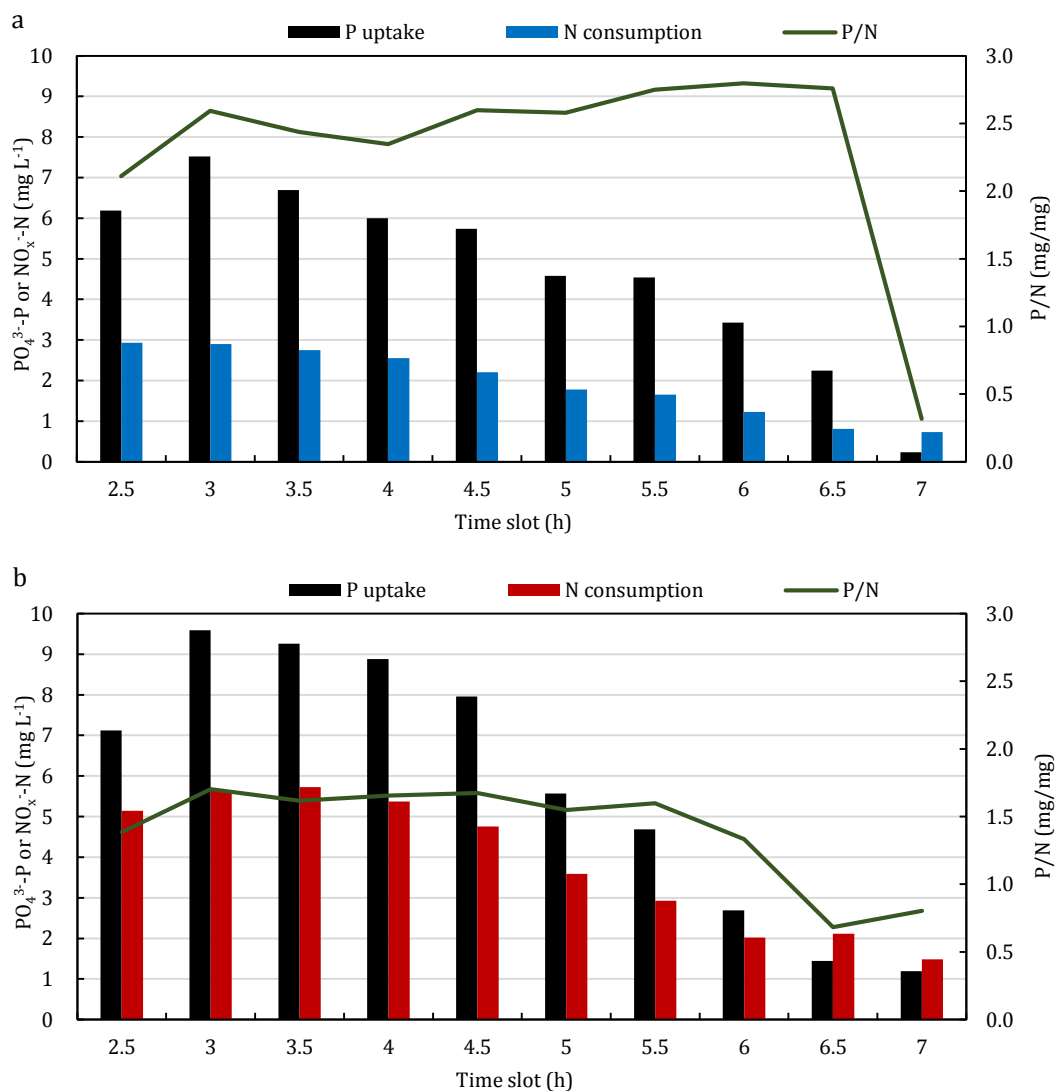 a
P uptake N consumption P/N
10 3.0
9 2.5
8
7 2.0
6
5 1.5
4
3 1.0
2 0.5
1
0 0.0
PO₄³⁻-P or NOₓ⁻-N (mg L⁻¹)
P/N (mg/mg)
2.5 3 3.5 4 4.5 5 5.5 6 6.5 7
Time slot (h)
b
P uptake N consumption P/N
10 3.0
9 2.5
8
7 2.0
6
5 1.5
4
3 1.0
2 0.5
1
0 0.0
PO₄³⁻-P or NOₓ⁻-N (mg L⁻¹)
P/N (mg/mg)
2.5 3 3.5 4 4.5 5 5.5 6 6.5 7
Time slot (h)